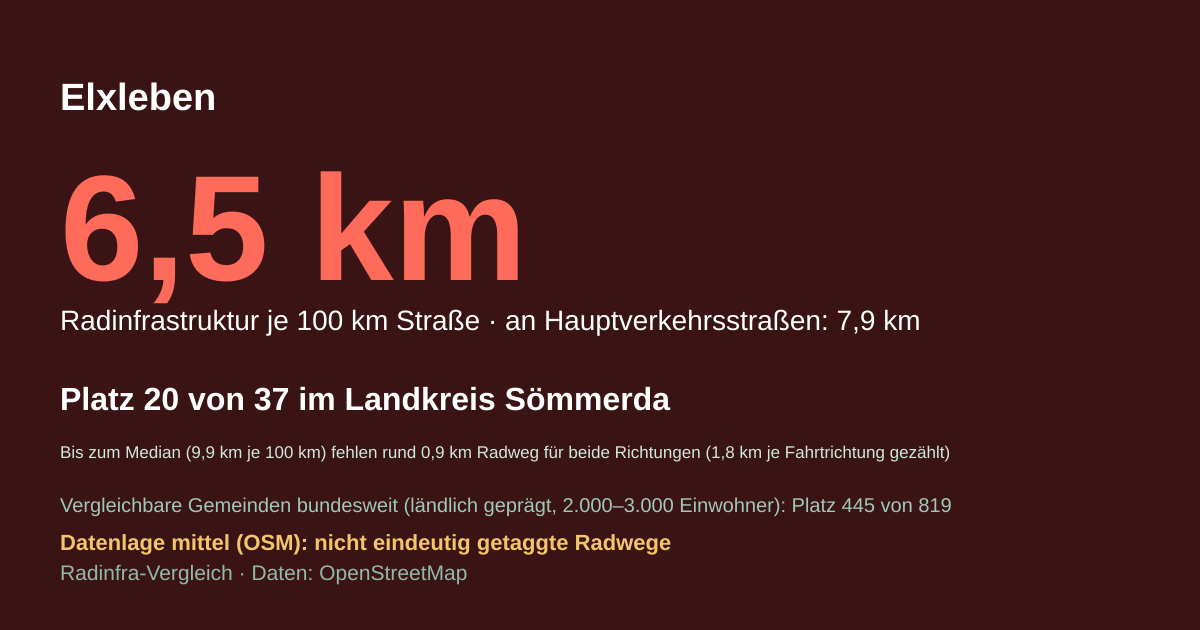 Elxleben
6,5 km
Radinfrastruktur je 100 km Straße · an Hauptverkehrsstraßen: 7,9 km
Platz 20 von 37 im Landkreis Sömmerda
Bis zum Median (9,9 km je 100 km) fehlen rund 0,9 km Radweg für beide Richtungen (1,8 km je Fahrtrichtung gezählt)
Vergleichbare Gemeinden bundesweit (ländlich geprägt, 2.000–3.000 Einwohner): Platz 445 von 819
Datenlage mittel (OSM): nicht eindeutig getaggte Radwege
Radinfra-Vergleich · Daten: OpenStreetMap